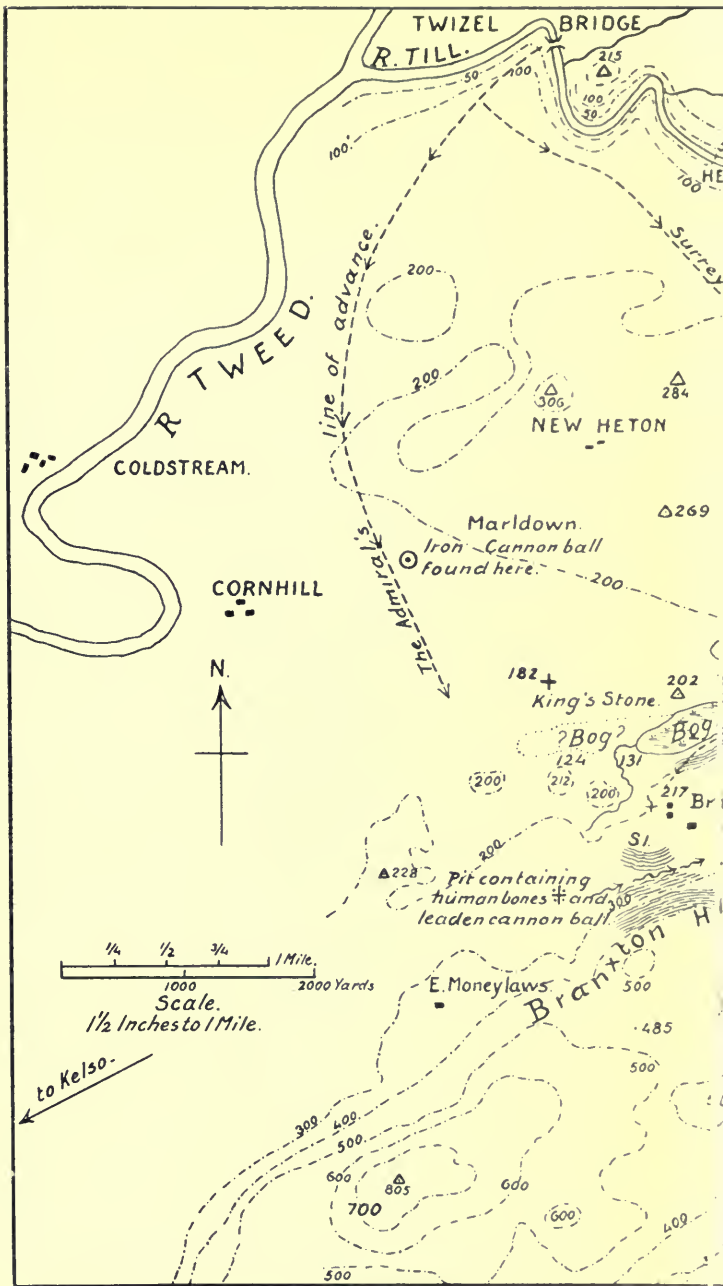 TWIZEL BRIDGE
R. TILL.
215
50
100
100
50
100
100
HE
Surrey
200
line of advance.
R TWEED.
200
306
284
NEW HETON
COLDSTREAM.
269
Marldown.
Iron Cannon ball
found here.
200
The Admiral's
CORNHILL
N.
182
202
King's Stone.
?Bog?
Bog
124
131
200
212
200
217
Br
200
Sl.
228
Pit containing
human bones and
leaden cannon ball.
300
Branxton H
1/4 1/2 3/4 1 Mile.
1000 2000 Yards
Scale.
1 1/2 Inches to 1 Mile.
E. Moneylaws.
500
485
500
to Kelso.
300
400
500
600
805
700
600
600
400
500
500